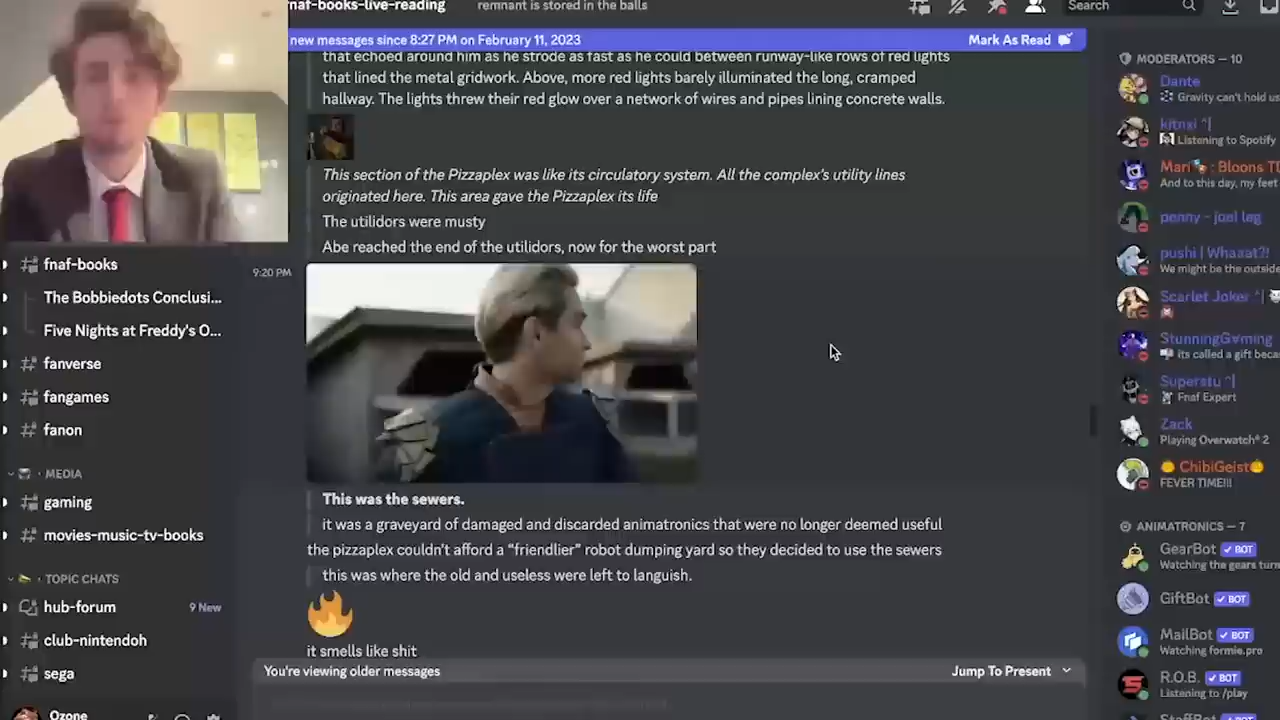 fnaf-books-live-reading
remnant is stored in the balls
Search
new messages since 8:27 PM on February 11, 2023
Mark As Read
that echoed around him as he strode as fast as he could between runway-like rows of red lights
that lined the metal gridwork. Above, more red lights barely illuminated the long, cramped
hallway. The lights threw their red glow over a network of wires and pipes lining concrete walls.
This section of the Pizzaplex was like its circulatory system. All the complex's utility lines
originated here. This area gave the Pizzaplex its life
The utilidors were musty
Abe reached the end of the utilidors, now for the worst part
9:20 PM
This was the sewers.
it was a graveyard of damaged and discarded animatronics that were no longer deemed useful
the pizzaplex couldn't afford a “friendlier” robot dumping yard so they decided to use the sewers
this was where the old and useless were left to languish.
it smells like shit
You're viewing older messages
Jump To Present
fnaf-books
The Bobbiedots Conclusi...
Five Nights at Freddy's O...
fanverse
fangames
fanon
MEDIA
gaming
movies-music-tv-books
TOPIC CHATS
hub-forum
9 New
club-nintendoh
sega
Ozone
MODERATORS — 10
Dante
Gravity can't hold us
kitnxi ^|
Listening to Spotify
Mari : Bloons TD
And to this day, my feet
penny - joel leg
pushi | Whaaat?!
We might be the outside
Scarlet Joker ^|
StunningGvming
its called a gift beca
Superstu ^|
Fnaf Expert
Zack
Playing Overwatch® 2
ChibiGeist
FEVER TIME!!!
ANIMATRONICS — 7
GearBot ✓ BOT
Watching the gears turn
GiftBot ✓ BOT
MailBot ✓ BOT
Watching formie.pro
R.O.B. ✓ BOT
Listening to /play
StaffBot